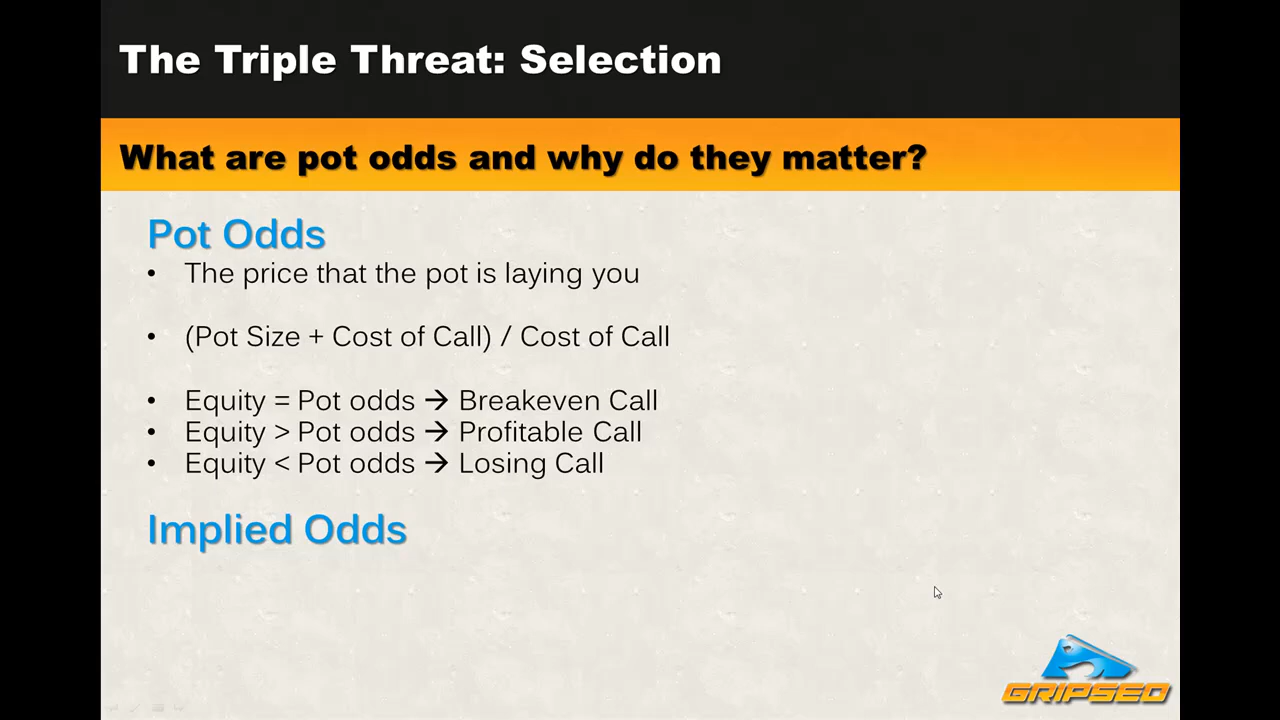 The Triple Threat: Selection
What are pot odds and why do they matter?
Pot Odds
• The price that the pot is laying you
• (Pot Size + Cost of Call) / Cost of Call
• Equity = Pot odds → Breakeven Call
• Equity > Pot odds → Profitable Call
• Equity < Pot odds → Losing Call
Implied Odds
GRIPSED